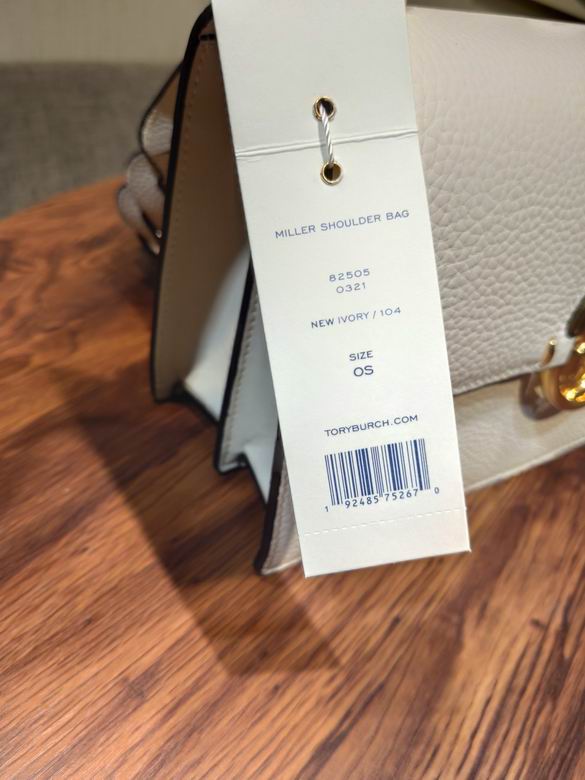 MILLER SHOULDER BAG
82505
0321
NEW IVORY / 104
SIZE
OS
TORYBURCH.COM
1 92485 75267 0